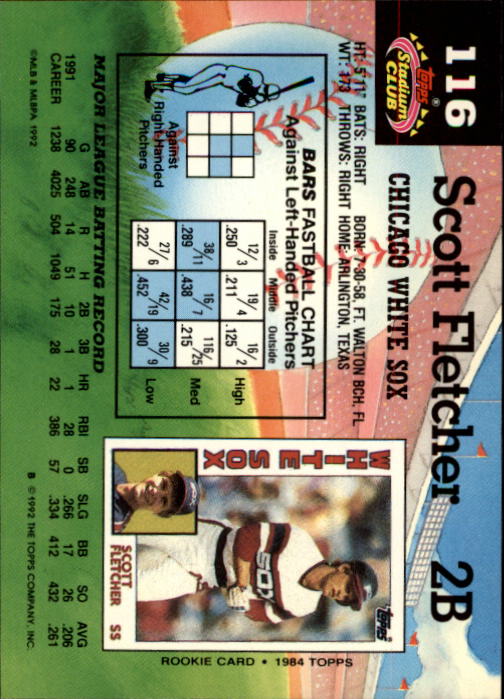 116
Topps
Stadium
CLUB
Scott Fletcher 2B
CHICAGO WHITE SOX
HT: 5'11" BATS: RIGHT BORN: 7-30-58, FT. WALTON BCH, FL
WT: 173 THROWS: RIGHT HOME: ARLINGTON, TEXAS
BARS FASTBALL CHART
Against Left-Handed Pitchers
Inside Middle Outside
12/3 19/4 16/2
.250 .211 .125 High
38/11 16/7 116/25
.289 .438 .215 Med
27/6 42/19 30/9
.222 .452 .300 Low
Against
Right-Handed
Pitchers
MAJOR LEAGUE BATTING RECORD
G AB R H 2B 3B HR RBI SB SLG BB SO AVG
1991 90 248 14 51 10 1 1 28 0 .266 17 26 .206
CAREER 1238 4025 504 1049 175 28 22 386 57 .334 412 432 .261
©MLB & MLBPA 1992
B © 1992 THE TOPPS COMPANY, INC.
Topps
WHITE SOX
SOX
SCOTT
FLETCHER SS
ROOKIE CARD • 1984 TOPPS